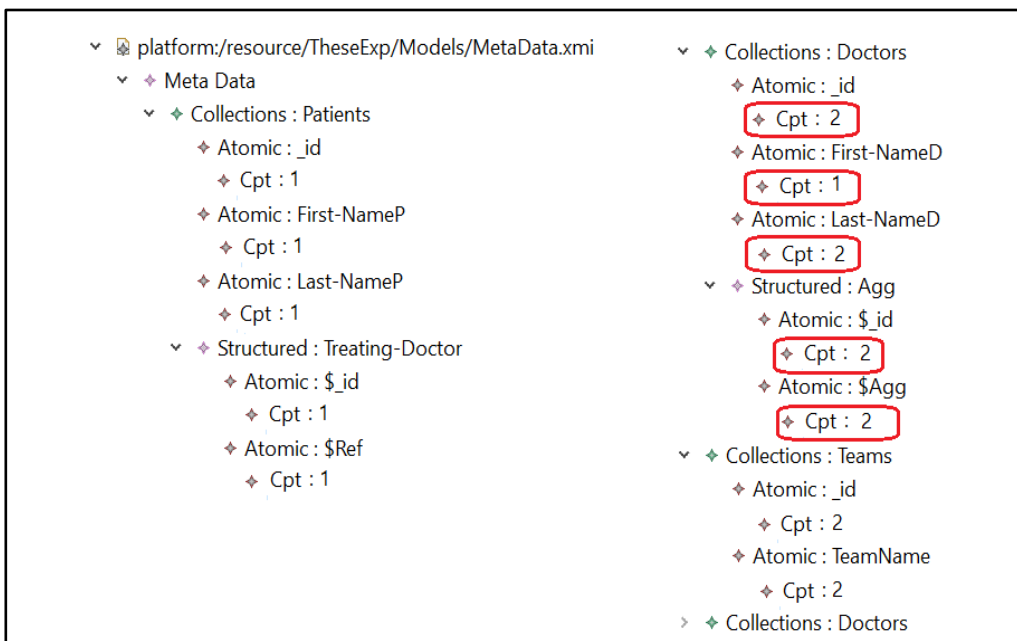 platform:/resource/TheseExp/Models/MetaData.xmi
Meta Data
Collections : Patients
Atomic : _id
Cpt : 1
Atomic : First-NameP
Cpt : 1
Atomic : Last-NameP
Cpt : 1
Structured : Treating-Doctor
Atomic : $_id
Cpt : 1
Atomic : $Ref
Cpt : 1
Collections : Doctors
Atomic : _id
Cpt : 2
Atomic : First-NameD
Cpt : 1
Atomic : Last-NameD
Cpt : 2
Structured : Agg
Atomic : $_id
Cpt : 2
Atomic : $Agg
Cpt : 2
Collections : Teams
Atomic : _id
Cpt : 2
Atomic : TeamName
Cpt : 2
Collections : Doctors